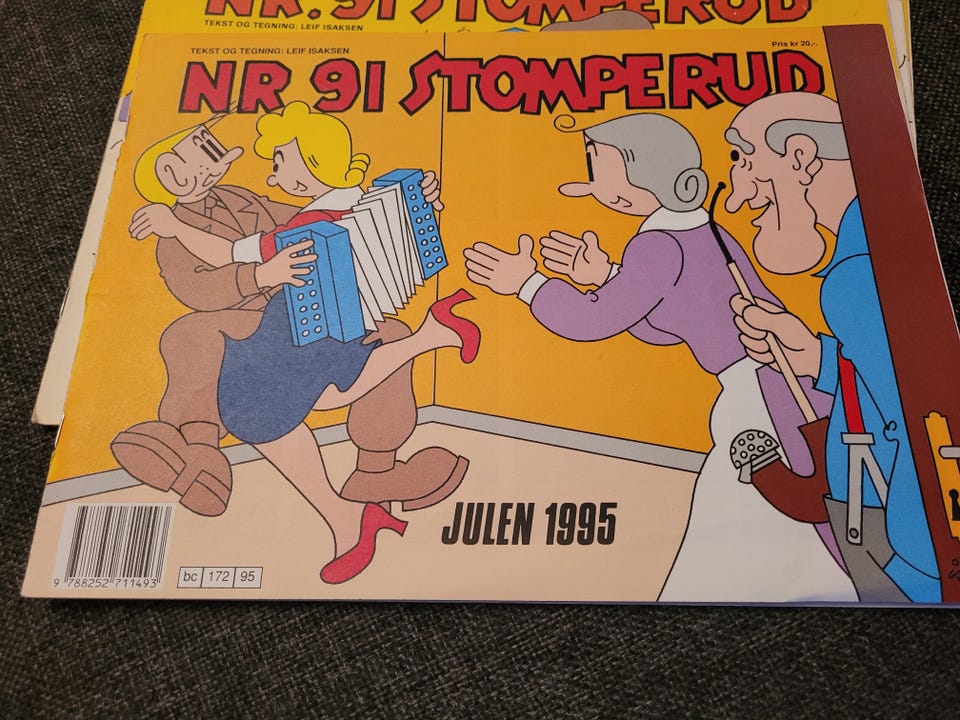 NR. 91 STOMPERUD
TEKST OG TEGNING: LEIF ISAKSEN
TEKST OG TEGNING: LEIF ISAKSEN
Pris kr 20,-.
NR 91 STOMPERUD
JULEN 1995
9 788252 711493
bc 172 95